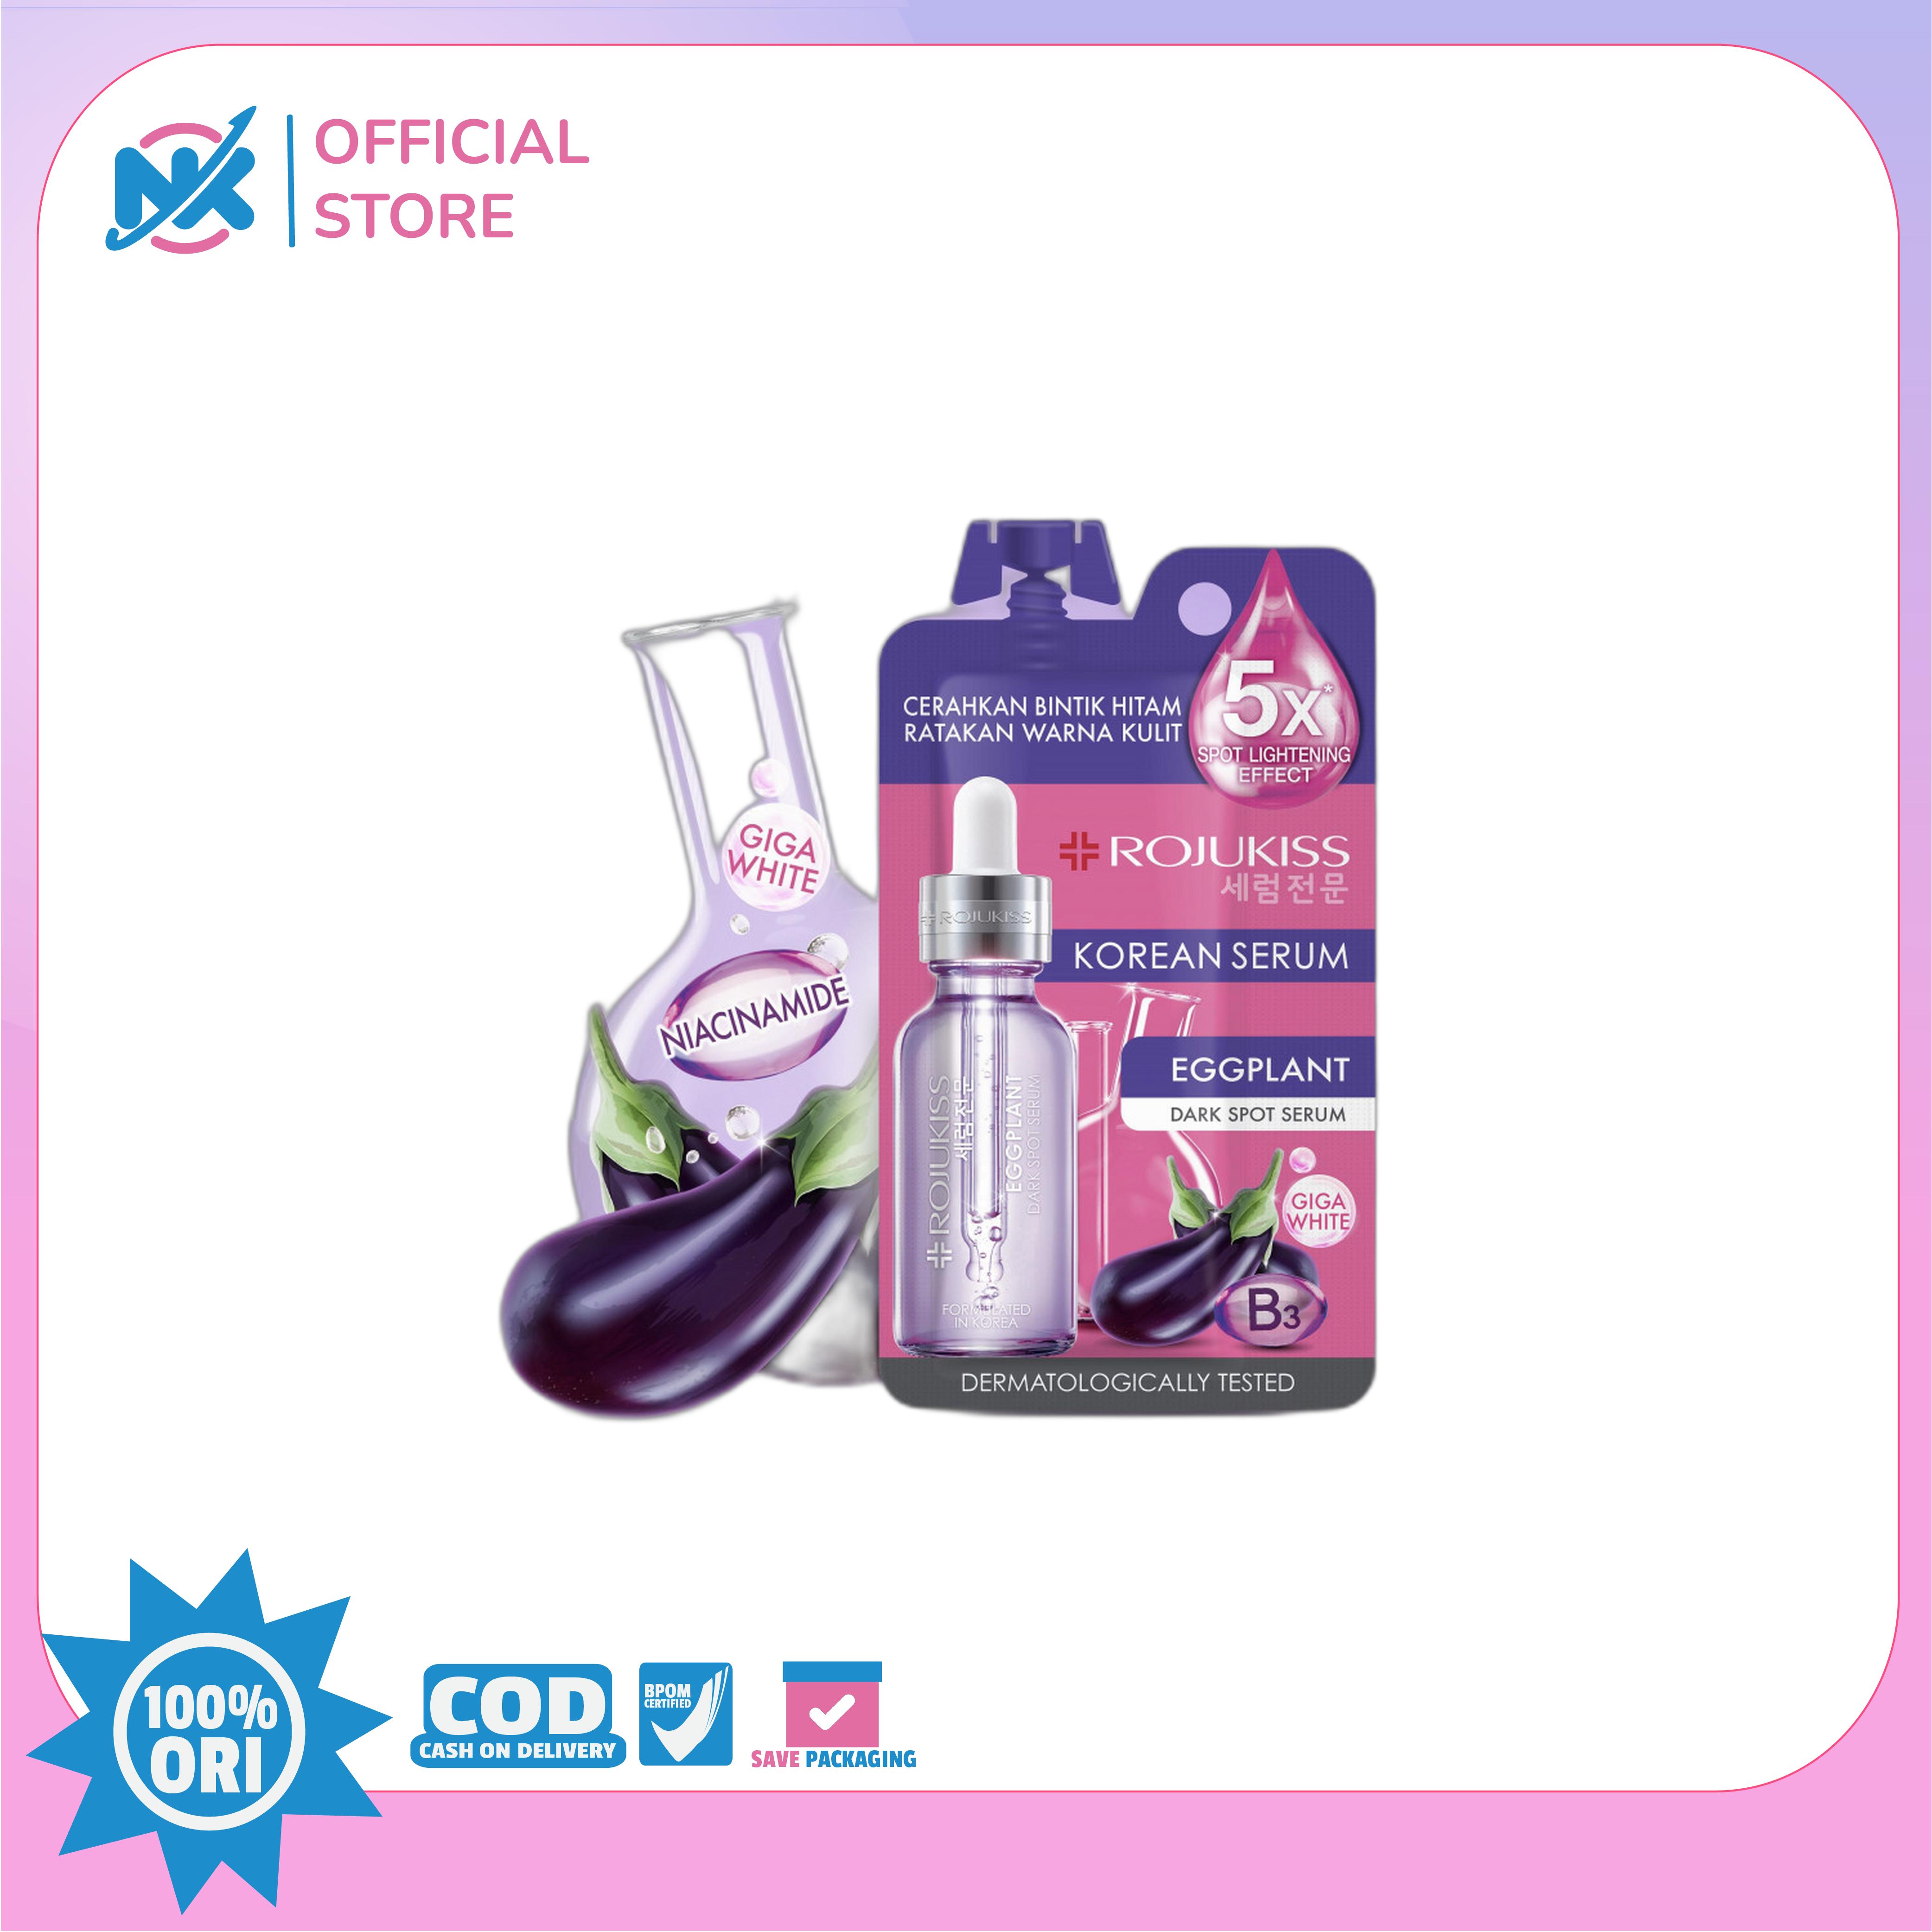 NK
OFFICIAL
STORE
GIGA
WHITE
NIACINAMIDE
CERAHKAN BINTIK HITAM
RATAKAN WARNA KULIT
5x*
SPOT LIGHTENING
EFFECT
ROJUKISS
세럼전문
KOREAN SERUM
ROJUKISS
EGGPLANT
DARK SPOT SERUM
ROJUKISS
세럼전문
EGGPLANT
DARK SPOT SERUM
FORMULATED
IN KOREA
GIGA
WHITE
B3
DERMATOLOGICALLY TESTED
100%
ORI
COD
CASH ON DELIVERY
BPOM
CERTIFIED
SAVE PACKAGING